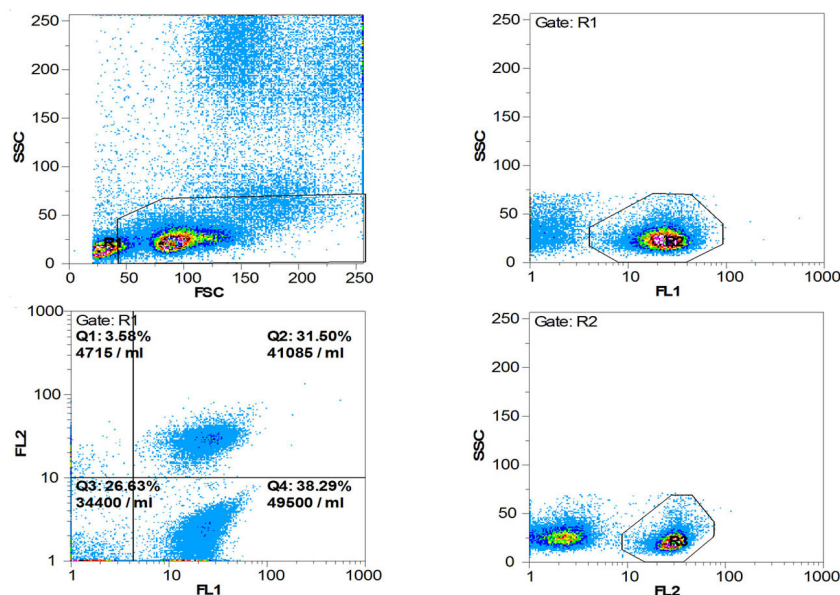 250
200
150
100
50
0
SSC
R1
0
50
100
150
200
250
FSC
Gate: R1
250
200
150
100
50
0
SSC
R2
1
10
100
1000
FL1
Gate: R1
Q1: 3.58%
4715 / ml
Q2: 31.50%
41085 / ml
Q3: 26.63%
34400 / ml
Q4: 38.29%
49500 / ml
1000
100
10
1
FL2
1
10
100
1000
FL1
Gate: R2
250
200
150
100
50
0
SSC
R3
1
10
100
1000
FL2